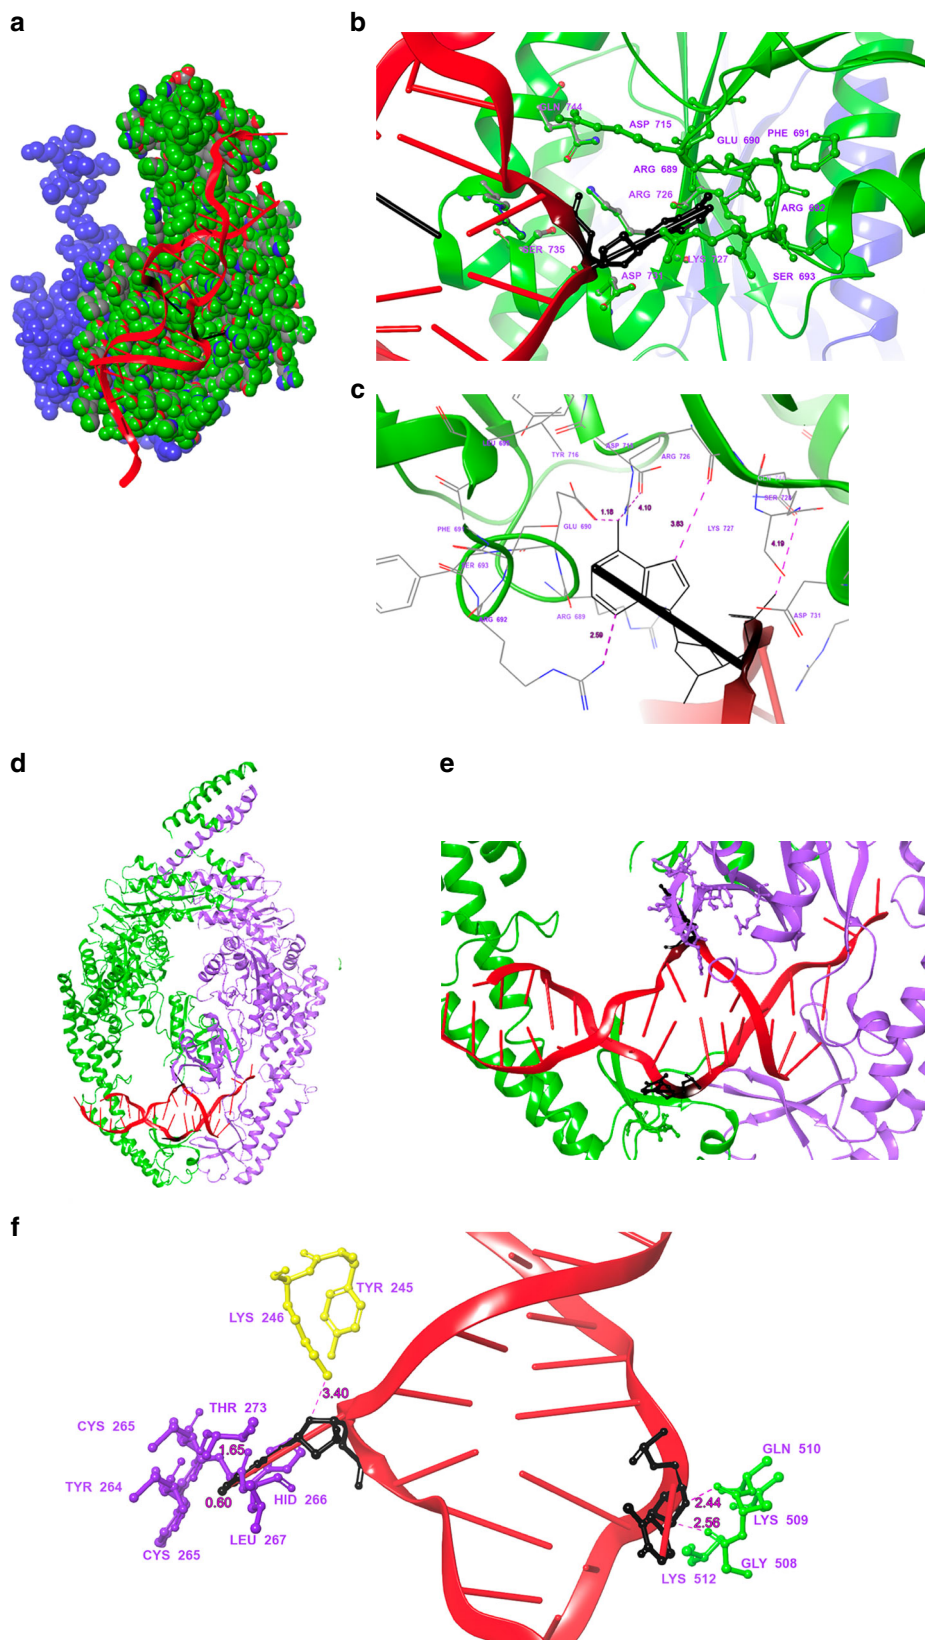 a
b
GLN 744
ASP 715
GLU 690
PHE 691
ARG 689
ARG 726
ARG 692
SER 735
LYS 727
ASP
SER 693
c
TYR 716
ARG 726
GLU 690
1.18
4.10
3.83
LYS 727
4.19
SER 693
ARG 692
ARG 689
ASP 731
2.59
d
e
f
TYR 245
LYS 246
3.40
THR 273
CYS 265
1.65
TYR 264
HID 266
0.60
LEU 267
CYS 265
GLN 510
2.44
LYS 509
2.56
GLY 508
LYS 512